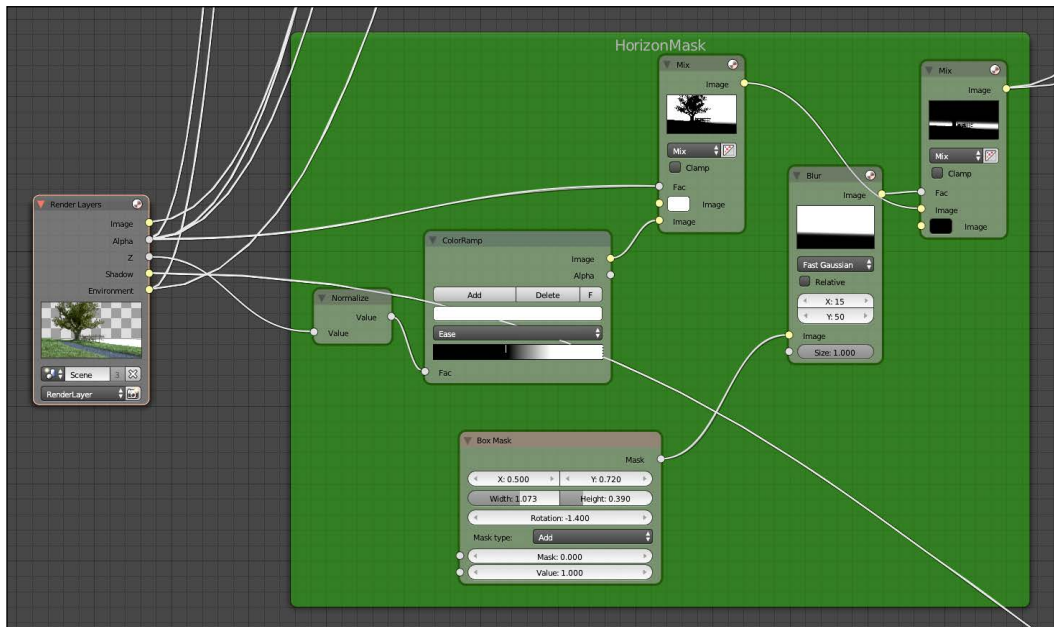 HorizonMask
Render Layers
Image
Alpha
Z
Shadow
Environment
Scene
3
RenderLayer
Normalize
Value
Value
ColorRamp
Image
Alpha
Add Delete F
Ease
Fac
Mix
Image
Mix
Clamp
Fac
Image
Image
Blur
Image
Fast Gaussian
Relative
X: 15
Y: 50
Image
Size: 1.000
Mix
Image
Mix
Clamp
Fac
Image
Image
Box Mask
Mask
X: 0.500 Y: 0.720
Width: 1.073 Height: 0.390
Rotation: -1.400
Mask type: Add
Mask: 0.000
Value: 1.000